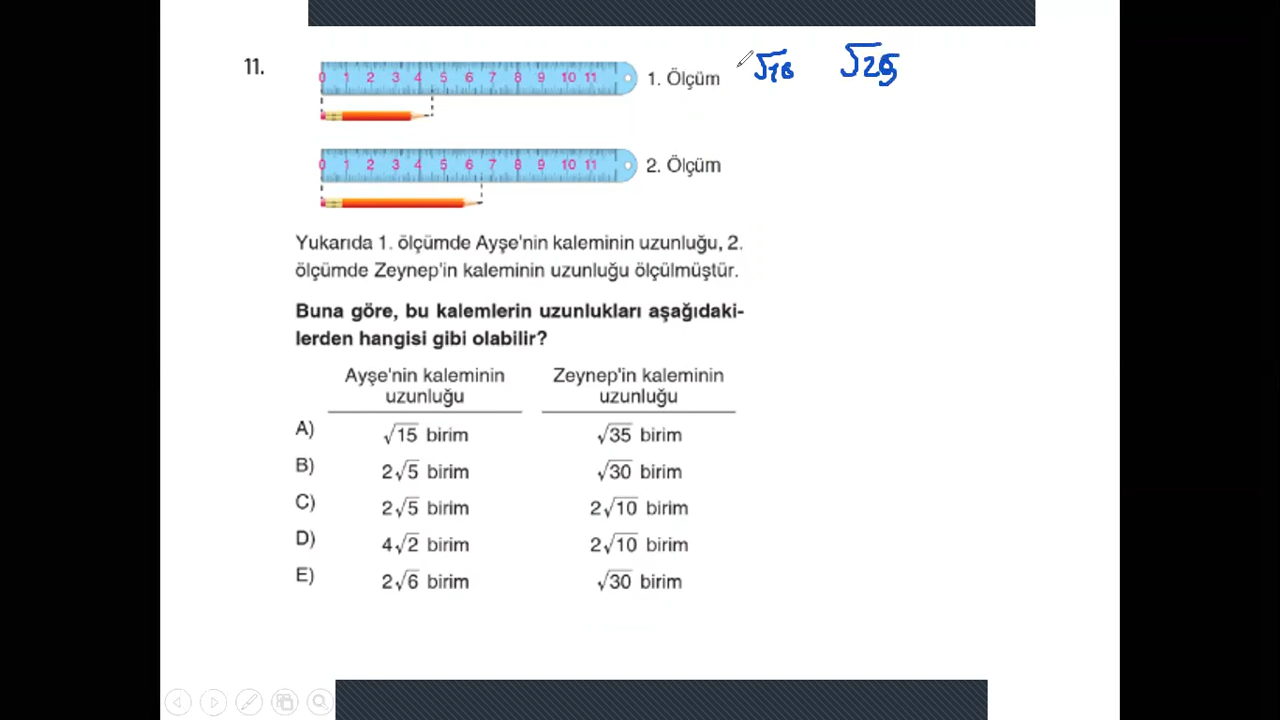 11.
0 1 2 3 4 5 6 7 8 9 10 11
1. Ölçüm
√16 √25
0 1 2 3 4 5 6 7 8 9 10 11
2. Ölçüm
Yukarıda 1. ölçümde Ayşe'nin kaleminin uzunluğu, 2.
ölçümde Zeynep'in kaleminin uzunluğu ölçülmüştür.
Buna göre, bu kalemlerin uzunlukları aşağıdaki-
lerden hangisi gibi olabilir?
Ayşe'nin kaleminin Zeynep'in kaleminin
uzunluğu uzunluğu
A) √15 birim √35 birim
B) 2√5 birim √30 birim
C) 2√5 birim 2√10 birim
D) 4√2 birim 2√10 birim
E) 2√6 birim √30 birim